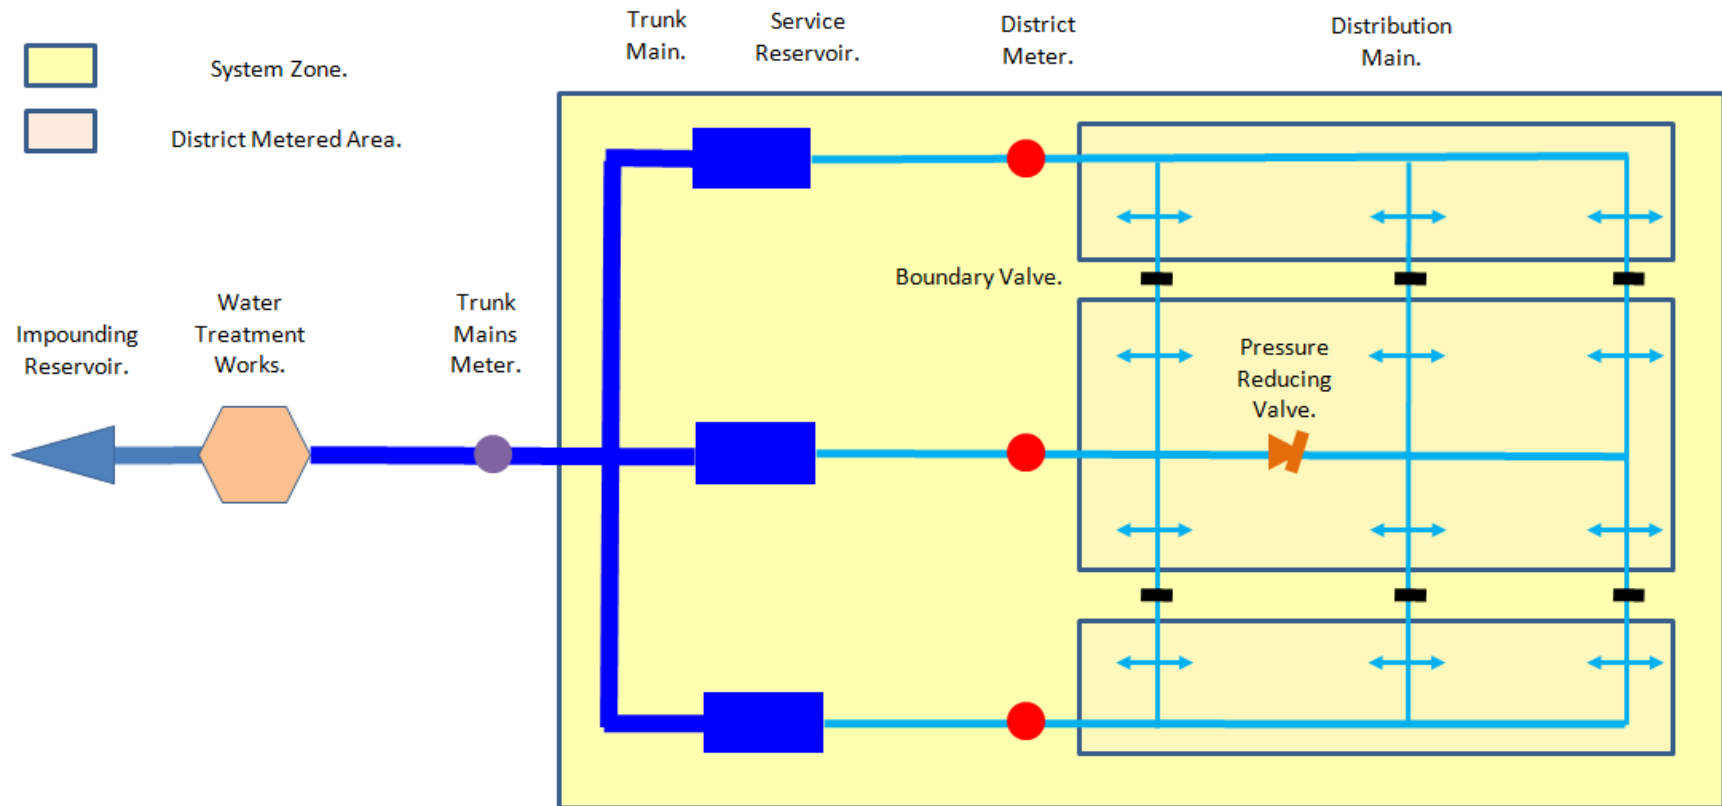 System Zone.
District Metered Area.
Trunk
Main.
Service
Reservoir.
District
Meter.
Distribution
Main.
Boundary Valve.
Pressure
Reducing
Valve.
Impounding
Reservoir.
Water
Treatment
Works.
Trunk
Mains
Meter.